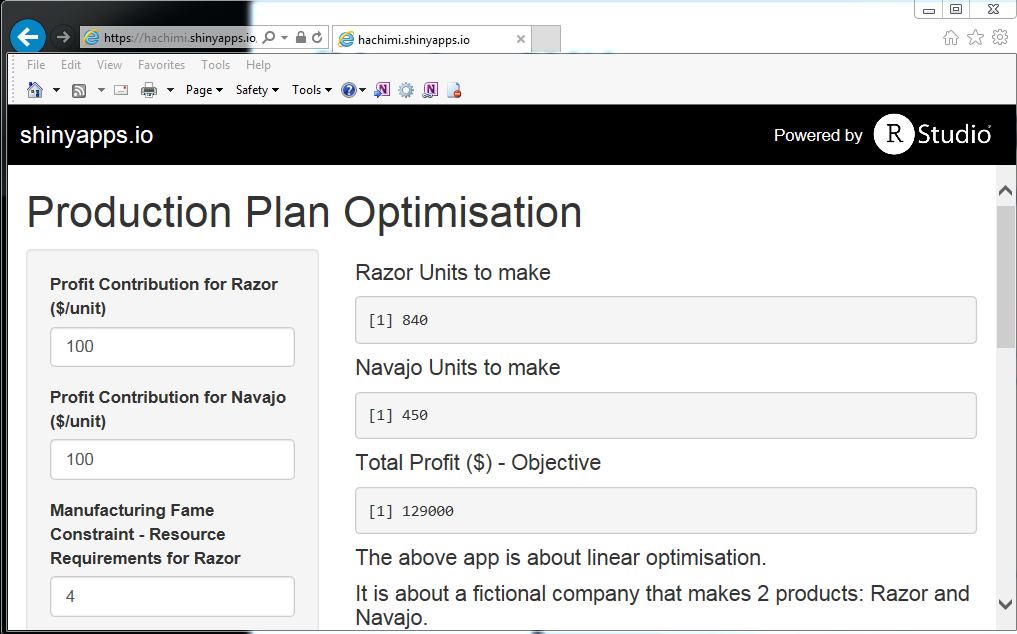 https://hachimi.shinyapps.io
hachimi.shinyapps.io
File Edit View Favorites Tools Help
Page Safety Tools
shinyapps.io
Powered by R Studio
Production Plan Optimisation
Profit Contribution for Razor
($/unit)
100
Profit Contribution for Navajo
($/unit)
100
Manufacturing Fame
Constraint - Resource
Requirements for Razor
4
Razor Units to make
[1] 840
Navajo Units to make
[1] 450
Total Profit ($) - Objective
[1] 129000
The above app is about linear optimisation.
It is about a fictional company that makes 2 products: Razor and
Navajo.